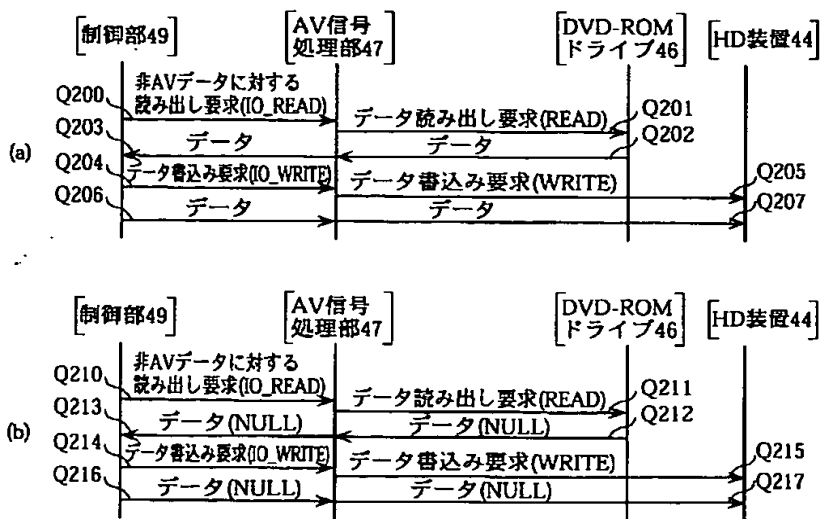 [制御部49]
[AV信号
処理部47]
[DVD-ROM
ドライブ46]
[HD装置44]
(a)
Q200
非AVデータに対する
読み出し要求(IO_READ)
データ読み出し要求(READ)
Q201
Q203
データ
データ
Q202
Q204
データ書込み要求(IO_WRITE)
データ書込み要求(WRITE)
Q205
Q206
データ
データ
Q207
[制御部49]
[AV信号
処理部47]
[DVD-ROM
ドライブ46]
[HD装置44]
(b)
Q210
非AVデータに対する
読み出し要求(IO_READ)
データ読み出し要求(READ)
Q211
Q213
データ(NULL)
データ(NULL)
Q212
Q214
データ書込み要求(IO_WRITE)
データ書込み要求(WRITE)
Q215
Q216
データ(NULL)
データ(NULL)
Q217